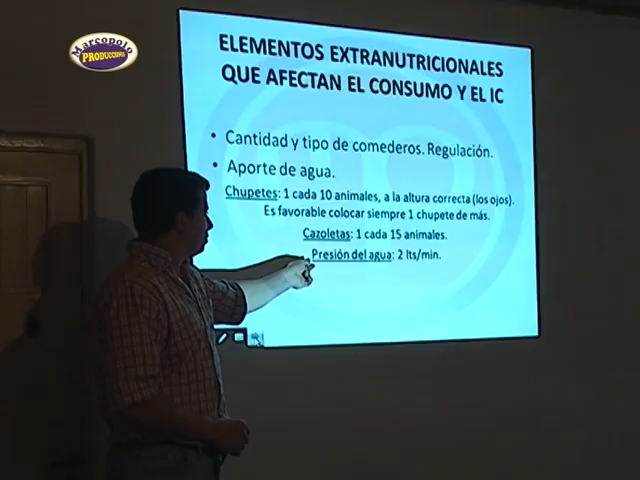 Marcopolo
PRODUCCIONES
ELEMENTOS EXTRANUTRICIONALES
QUE AFECTAN EL CONSUMO Y EL IC
• Cantidad y tipo de comederos. Regulación.
• Aporte de agua.
Chupetes: 1 cada 10 animales, a la altura correcta (los ojos).
Es favorable colocar siempre 1 chupete de más.
Cazoletas: 1 cada 15 animales.
Presión del agua: 2 lts/min.